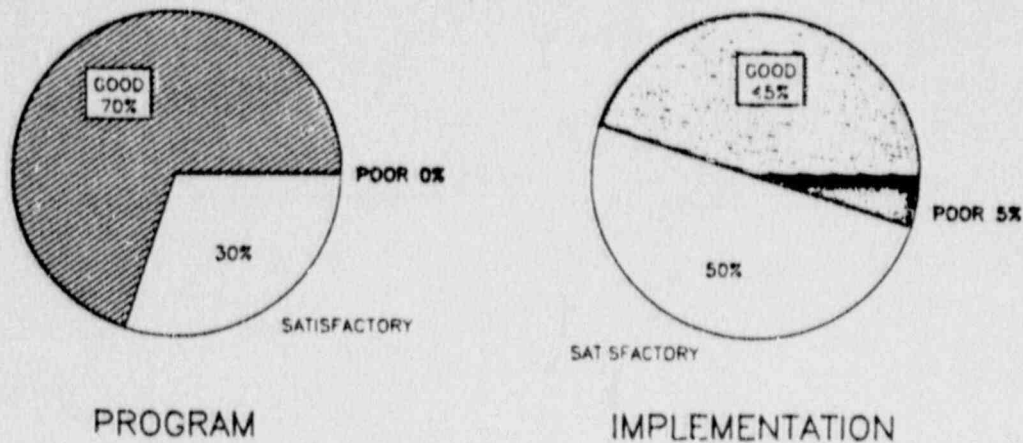 GOOD
70%
POOR 0%
30%
SATISFACTORY
PROGRAM
GOOD
45%
POOR 5%
50%
SAT SFACTORY
IMPLEMENTATION